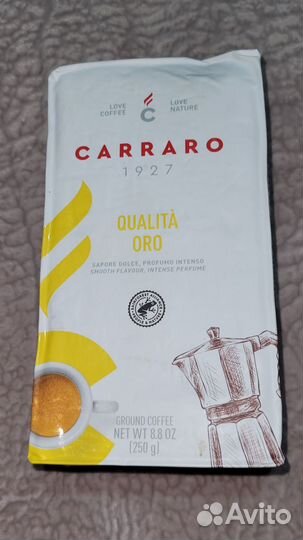 LOVE COFFEE
LOVE NATURE
C
CARRARO
1927
QUALITÀ
ORO
SAPORE DOLCE, PROFUMO INTENSO
SMOOTH FLAVOUR, INTENSE PERFUME
GROUND COFFEE
NET WT 8.8 OZ
(250 g)
Avito